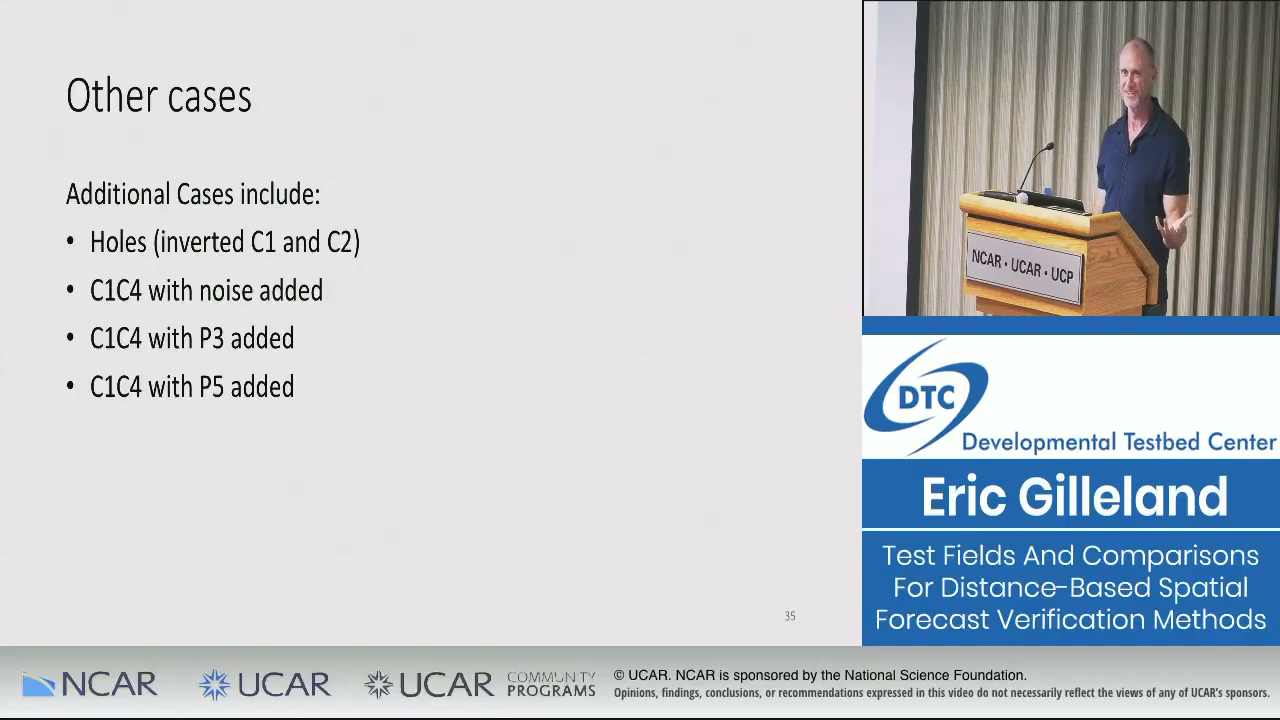 Other cases
Additional Cases include:
• Holes (inverted C1 and C2)
• C1C4 with noise added
• C1C4 with P3 added
• C1C4 with P5 added
35
NCAR • UCAR • UCP
DTC
Developmental Testbed Center
Eric Gilleland
Test Fields And Comparisons
For Distance-Based Spatial
Forecast Verification Methods
NCAR
UCAR
UCAR
COMMUNITY
PROGRAMS
© UCAR. NCAR is sponsored by the National Science Foundation.
Opinions, findings, conclusions, or recommendations expressed in this video do not necessarily reflect the views of any of UCAR's sponsors.